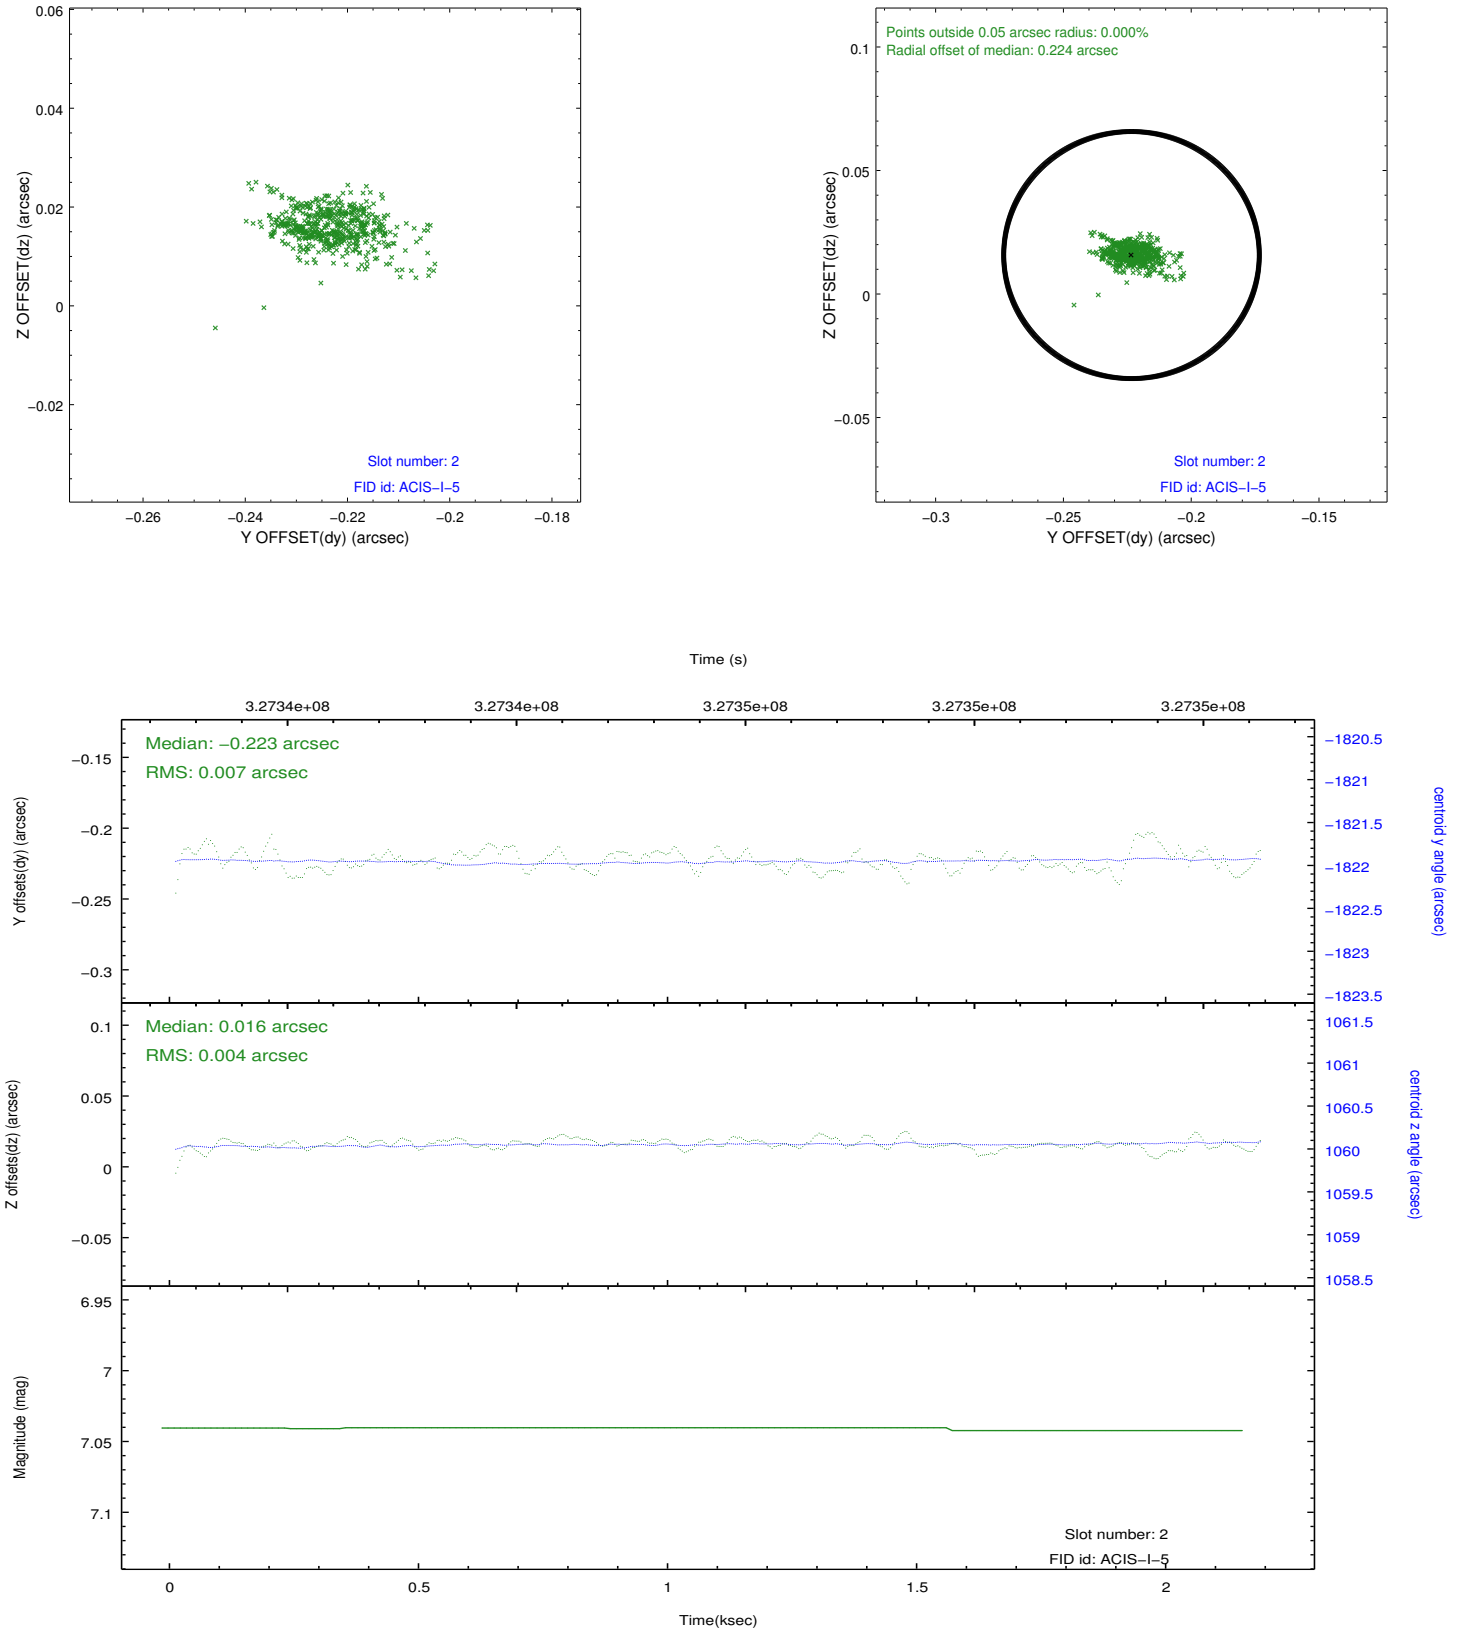 0.06
0.04
0.02
0
−0.02
Z OFFSET(dz) (arcsec)
Slot number: 2
FID id: ACIS−I−5
−0.26
−0.24
−0.22
−0.2
−0.18
Y OFFSET(dy) (arcsec)
Points outside 0.05 arcsec radius: 0.000%
Radial offset of median: 0.224 arcsec
0.1
0.05
0
−0.05
Z OFFSET(dz) (arcsec)
Slot number: 2
FID id: ACIS−I−5
−0.3
−0.25
−0.2
−0.15
Y OFFSET(dy) (arcsec)
Time (s)
3.2734e+08
3.2734e+08
3.2735e+08
3.2735e+08
3.2735e+08
Median: −0.223 arcsec
RMS: 0.007 arcsec
−0.15
−0.2
−0.25
−0.3
Y offsets(dy) (arcsec)
−1820.5
−1821
−1821.5
−1822
−1822.5
−1823
−1823.5
centroid y angle (arcsec)
Median: 0.016 arcsec
RMS: 0.004 arcsec
0.1
0.05
0
−0.05
Z offsets(dz) (arcsec)
1061.5
1061
1060.5
1060
1059.5
1059
1058.5
centroid z angle (arcsec)
6.95
7
7.05
7.1
Magnitude (mag)
Slot number: 2
FID id: ACIS−I−5
0
0.5
1
1.5
2
Time(ksec)